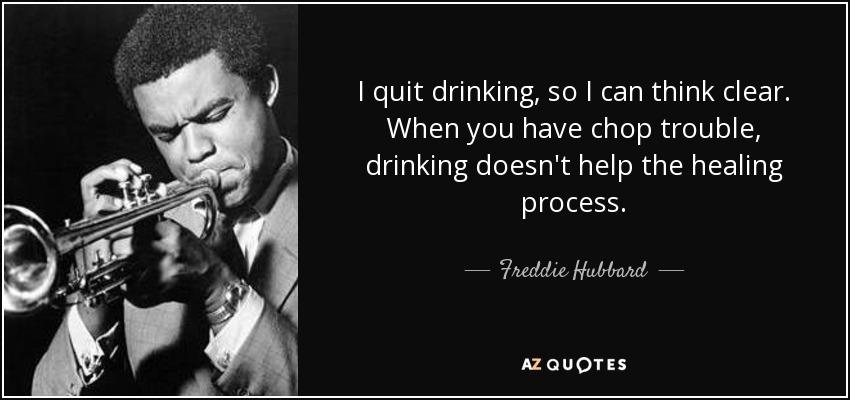 I quit drinking, so I can think clear.
When you have chop trouble,
drinking doesn't help the healing
process.
Freddie Hubbard
AZ QUOTES